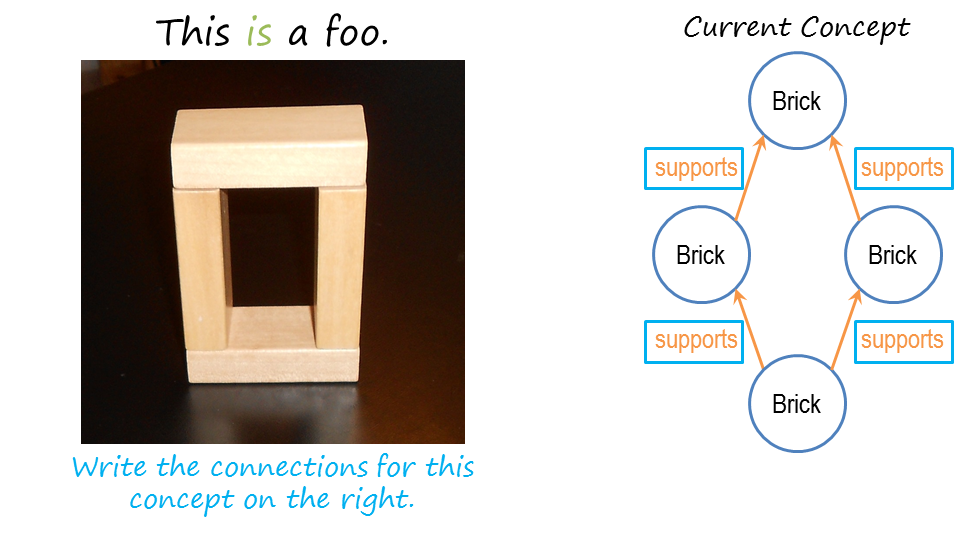 This is a foo.
Current Concept
Brick
supports
supports
Brick
Brick
supports
supports
Brick
Write the connections for this
concept on the right.